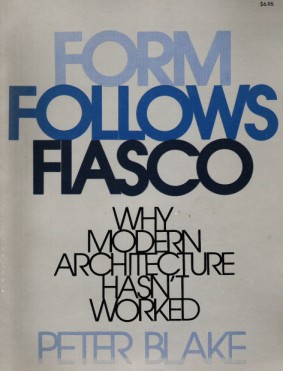 $6.95
FORM
FOLLOWS
FIASCO
WHY
MODERN
ARCHITECTURE
HASN'T
WORKED
PETER BLAKE